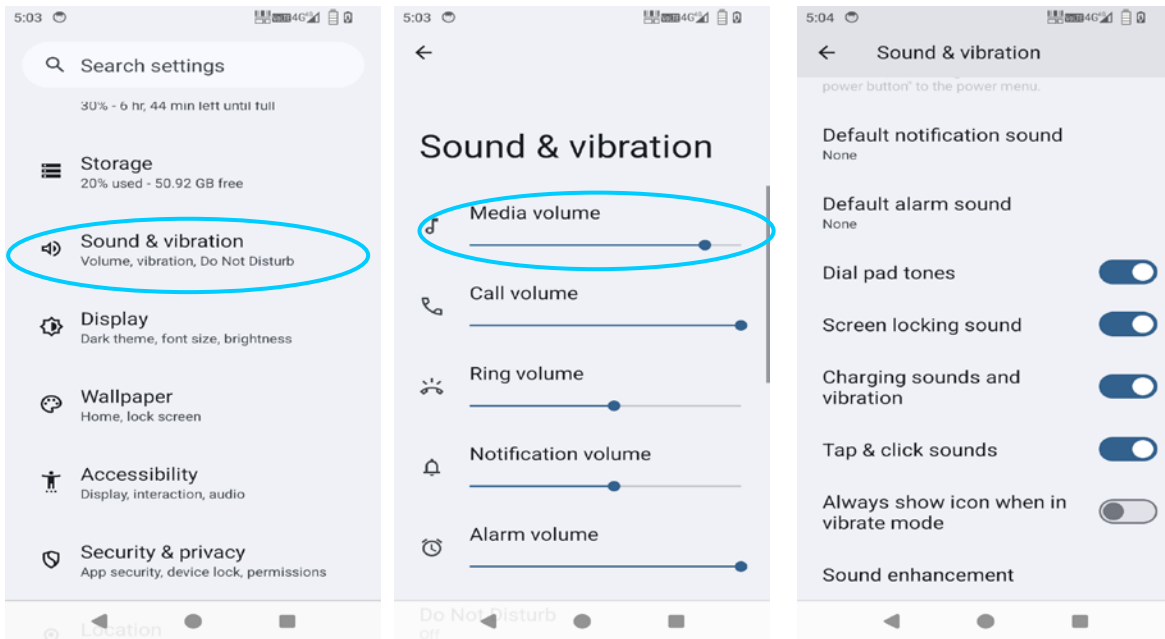 5:03
4G
Search settings
30% - 6 hr, 44 min left until full
Storage
20% used - 50.92 GB free
Sound & vibration
Volume, vibration, Do Not Disturb
Display
Dark theme, font size, brightness
Wallpaper
Home, lock screen
Accessibility
Display, interaction, audio
Security & privacy
App security, device lock, permissions
Location
5:03
4G
Sound & vibration
Media volume
Call volume
Ring volume
Notification volume
Alarm volume
Do Not Disturb
Off
5:04
4G
Sound & vibration
power button" to the power menu.
Default notification sound
None
Default alarm sound
None
Dial pad tones
Screen locking sound
Charging sounds and
vibration
Tap & click sounds
Always show icon when in
vibrate mode
Sound enhancement